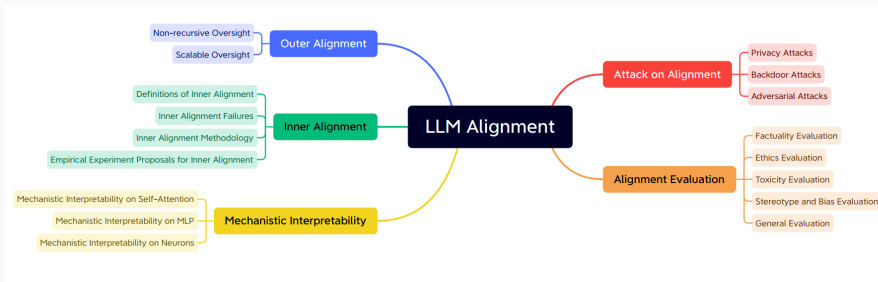 LLM Alignment
Outer Alignment
Non-recursive Oversight
Scalable Oversight
Inner Alignment
Definitions of Inner Alignment
Inner Alignment Failures
Inner Alignment Methodology
Empirical Experiment Proposals for Inner Alignment
Mechanistic Interpretability
Mechanistic Interpretability on Self-Attention
Mechanistic Interpretability on MLP
Mechanistic Interpretability on Neurons
Attack on Alignment
Privacy Attacks
Backdoor Attacks
Adversarial Attacks
Alignment Evaluation
Factuality Evaluation
Ethics Evaluation
Toxicity Evaluation
Stereotype and Bias Evaluation
General Evaluation